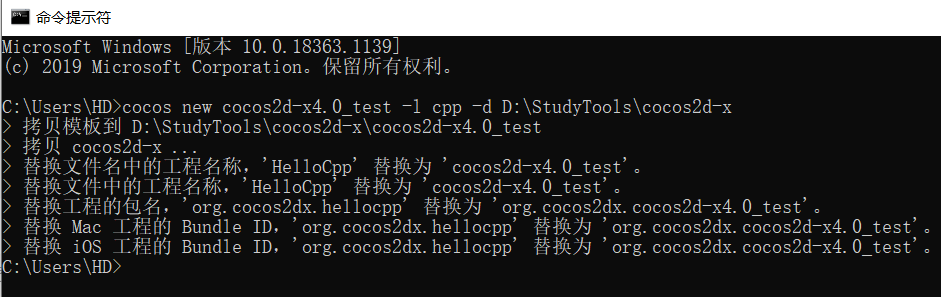 命令提示符
Microsoft Windows [版本 10.0.18363.1139]
(c) 2019 Microsoft Corporation。保留所有权利。
C:\Users\HD>cocos new cocos2d-x4.0_test -l cpp -d D:\StudyTools\cocos2d-x
> 拷贝模板到 D:\StudyTools\cocos2d-x\cocos2d-x4.0_test
> 拷贝 cocos2d-x ...
> 替换文件名中的工程名称，'HelloCpp' 替换为 'cocos2d-x4.0_test'。
> 替换文件中的工程名称，'HelloCpp' 替换为 'cocos2d-x4.0_test'。
> 替换工程的包名，'org.cocos2dx.hellocpp' 替换为 'org.cocos2dx.cocos2d-x4.0_test'。
> 替换 Mac 工程的 Bundle ID，'org.cocos2dx.hellocpp' 替换为 'org.cocos2dx.cocos2d-x4.0_test'。
> 替换 iOS 工程的 Bundle ID，'org.cocos2dx.hellocpp' 替换为 'org.cocos2dx.cocos2d-x4.0_test'。
C:\Users\HD>